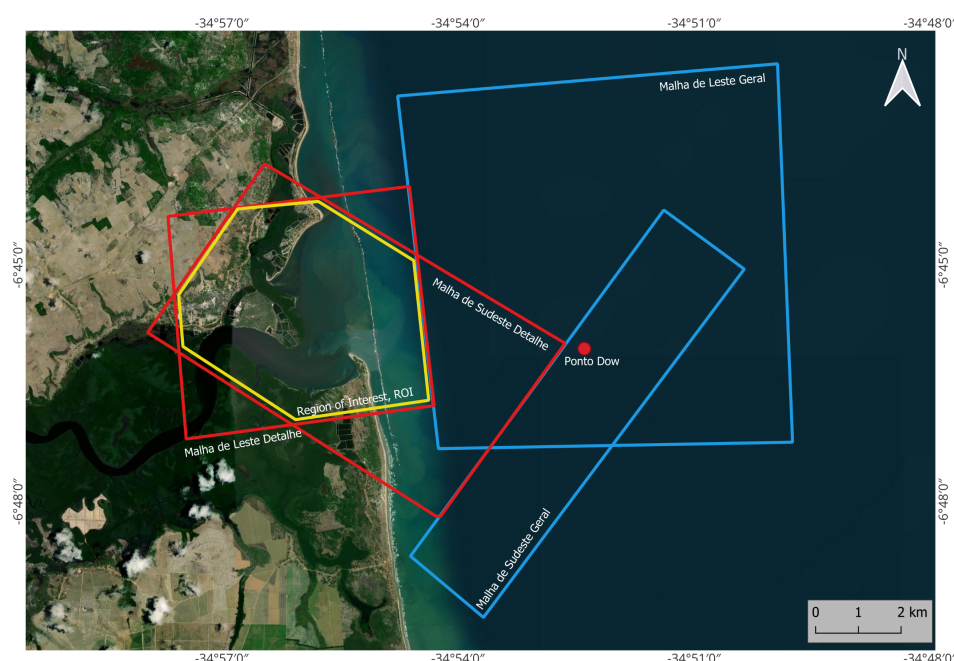 -34°57′0″
-34°54′0″
-34°51′0″
-34°48′0″
N
Malha de Leste Geral
-6°45′0″
-6°45′0″
Malha de Sudeste Detalhe
Ponto Dow
Region of Interest, ROI
Malha de Leste Detalhe
-6°48′0″
-6°48′0″
Malha de Sudeste Geral
0 1 2 km
-34°57′0″
-34°54′0″
-34°51′0″
-34°48′0″